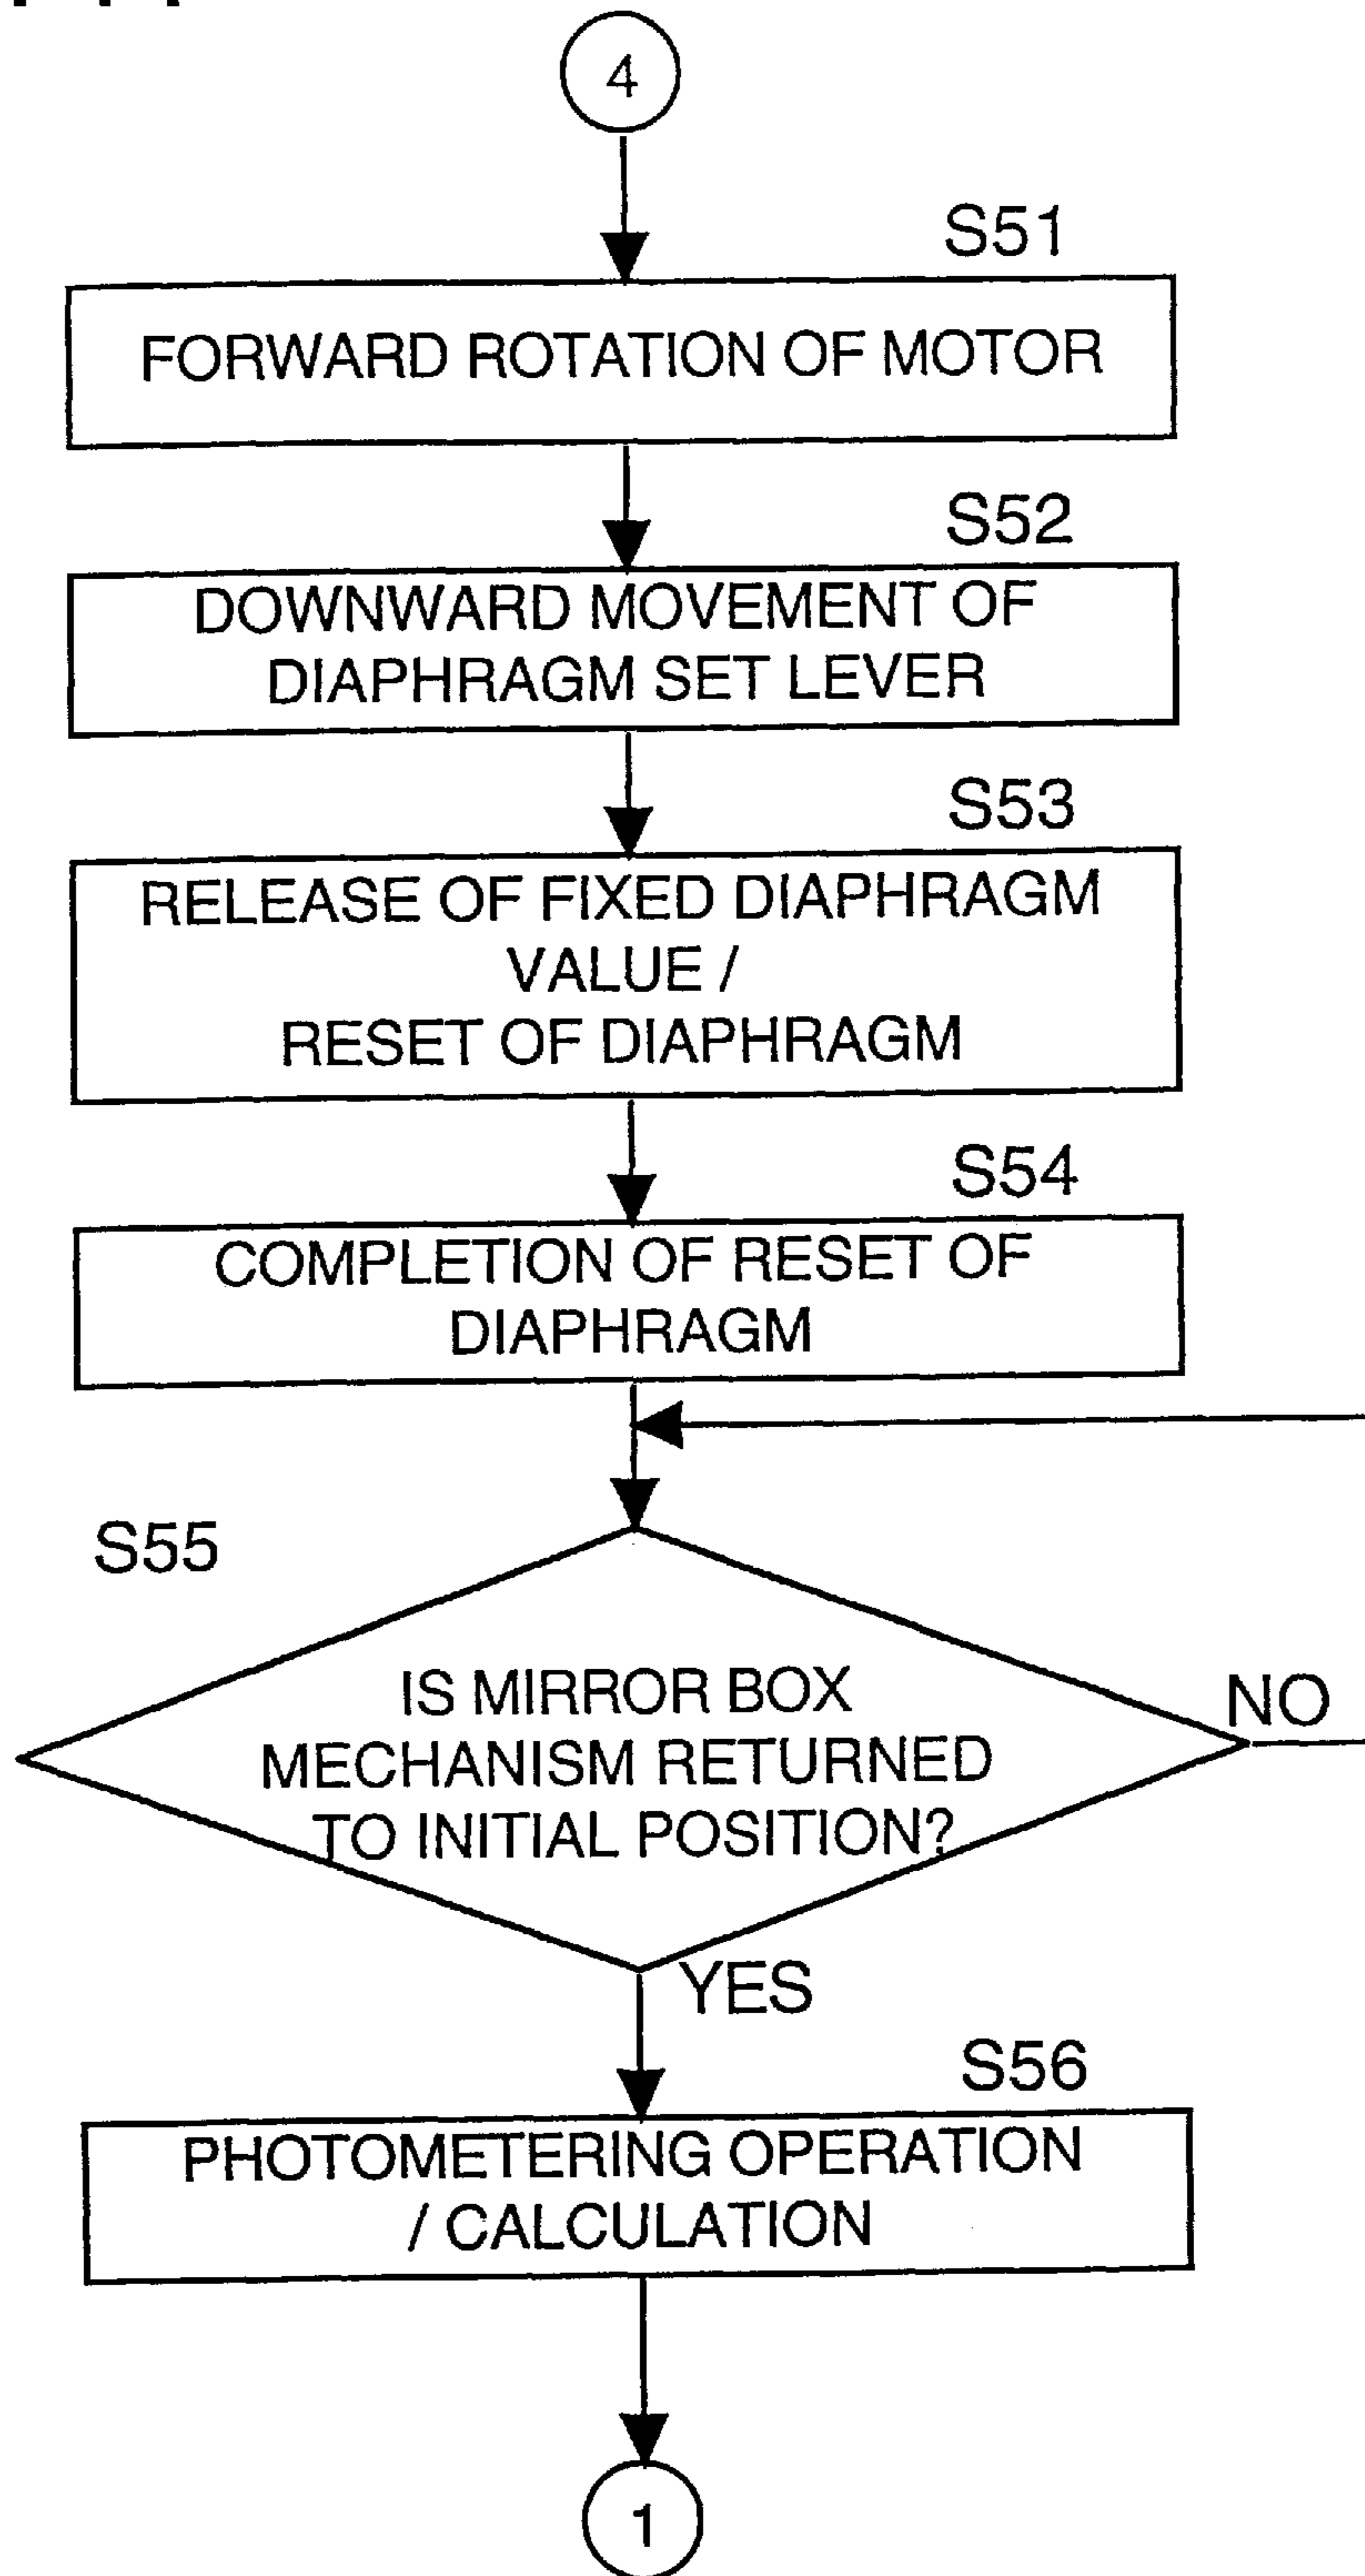 4
S51
FORWARD ROTATION OF MOTOR
S52
DOWNWARD MOVEMENT OF
DIAPHRAGM SET LEVER
S53
RELEASE OF FIXED DIAPHRAGM
VALUE /
RESET OF DIAPHRAGM
S54
COMPLETION OF RESET OF
DIAPHRAGM
S55
IS MIRROR BOX
MECHANISM RETURNED
TO INITIAL POSITION?
NO
YES
S56
PHOTOMETERING OPERATION
/ CALCULATION
1